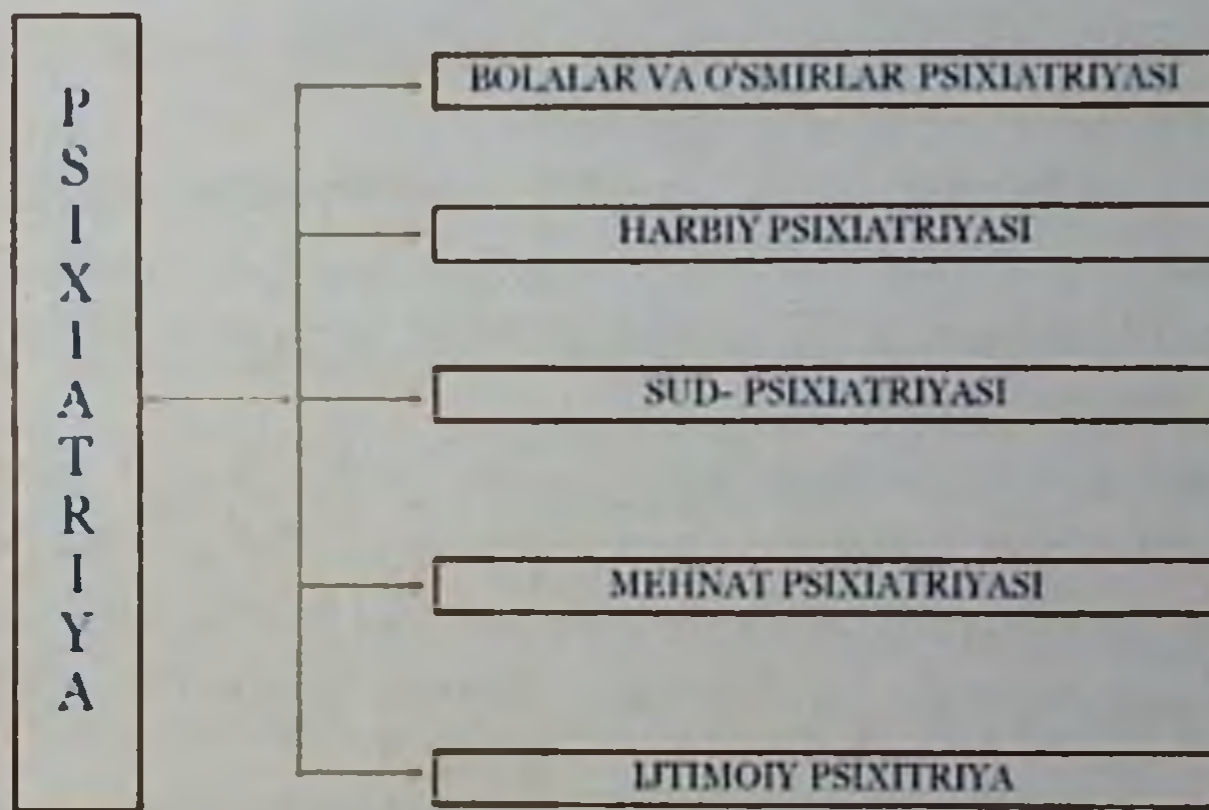 PSIXIATRIYA
BOLALAR VA O'SMIRLAR PSIXIATRIYASI
HARBIY PSIXIATRIYASI
SUD- PSIXIATRIYASI
MEHNAT PSIXIATRIYASI
IJTIMOIY PSIXITRIYA